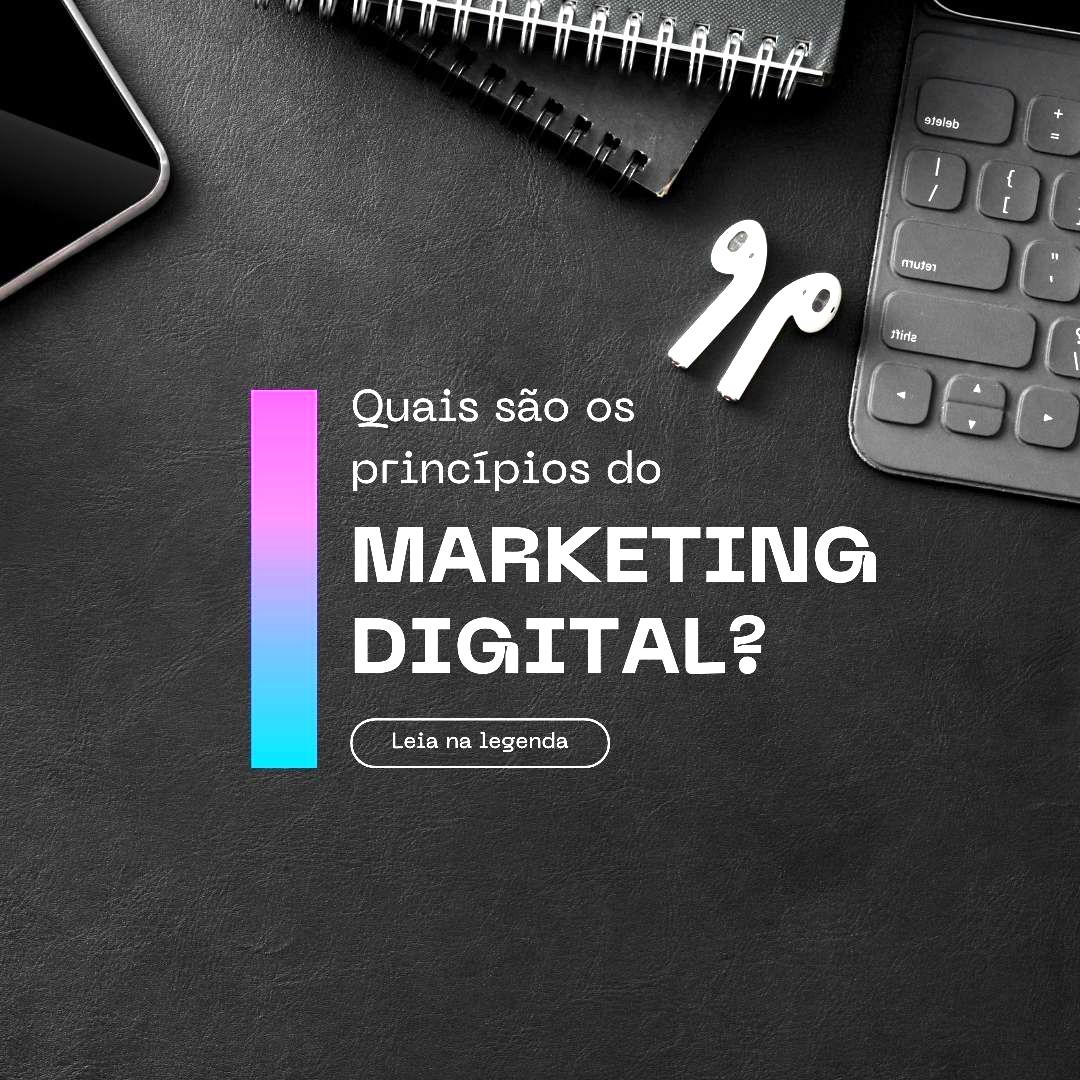 delete
+
=
|
/
}
]
return
"
'
shift
Quais são os
princípios do
MARKETING
DIGITAL?
Leia na legenda